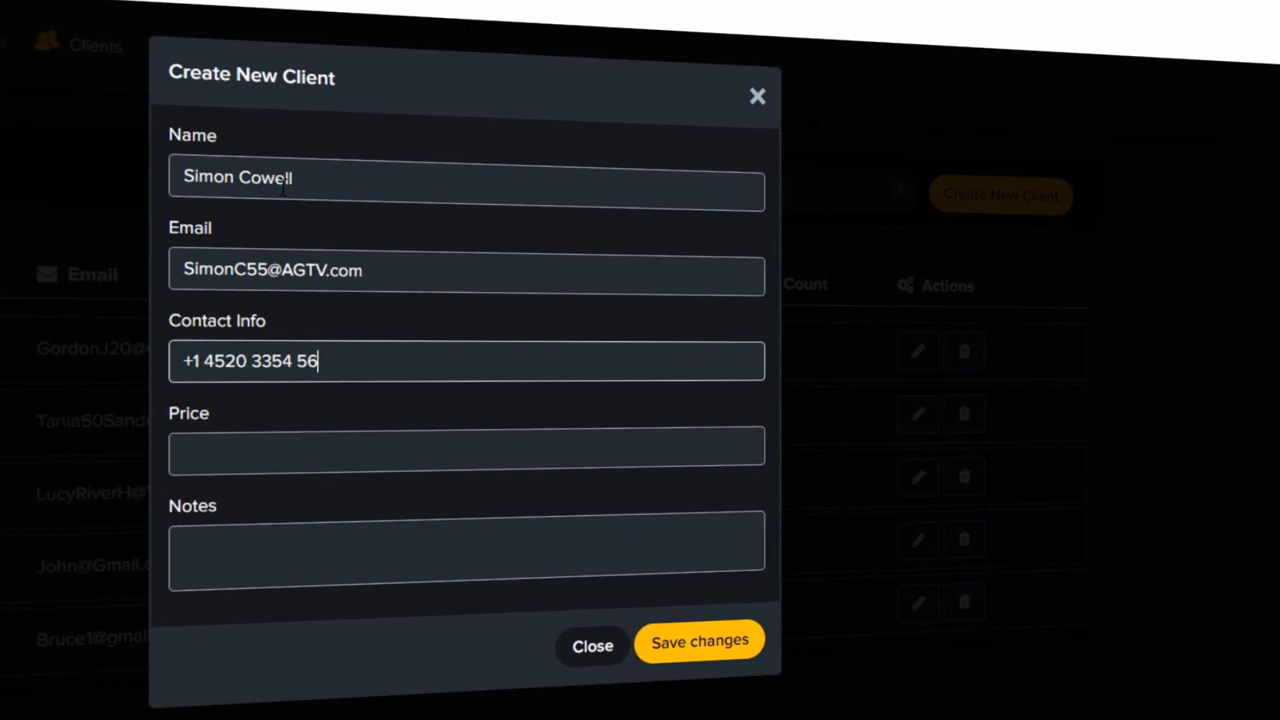 Clients
Create New Client
Name
Simon Cowell
Create New Client
Email
Email
SimonC55@AGTV.com
Count
Actions
Contact Info
GordonJ20@
+1 4520 3354 56
Price
Tania50Sand
LucyRiverH@
Notes
John@Gmail.
Bruce1@gmai
Close
Save changes